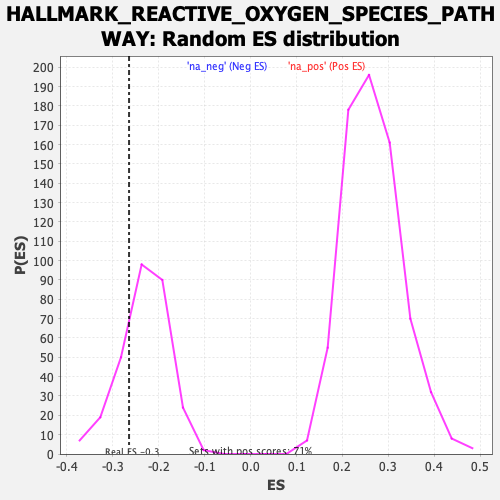 HALLMARK_REACTIVE_OXYGEN_SPECIES_PATH
WAY: Random ES distribution
'na_neg' (Neg ES) 'na_pos' (Pos ES)
200
190
180
170
160
150
140
130
120
110
100
90
80
70
60
50
40
30
20
10
0
P(ES)
Real ES -0.3
Sets with pos scores: 71%
-0.4 -0.3 -0.2 -0.1 0.0 0.1 0.2 0.3 0.4 0.5
ES